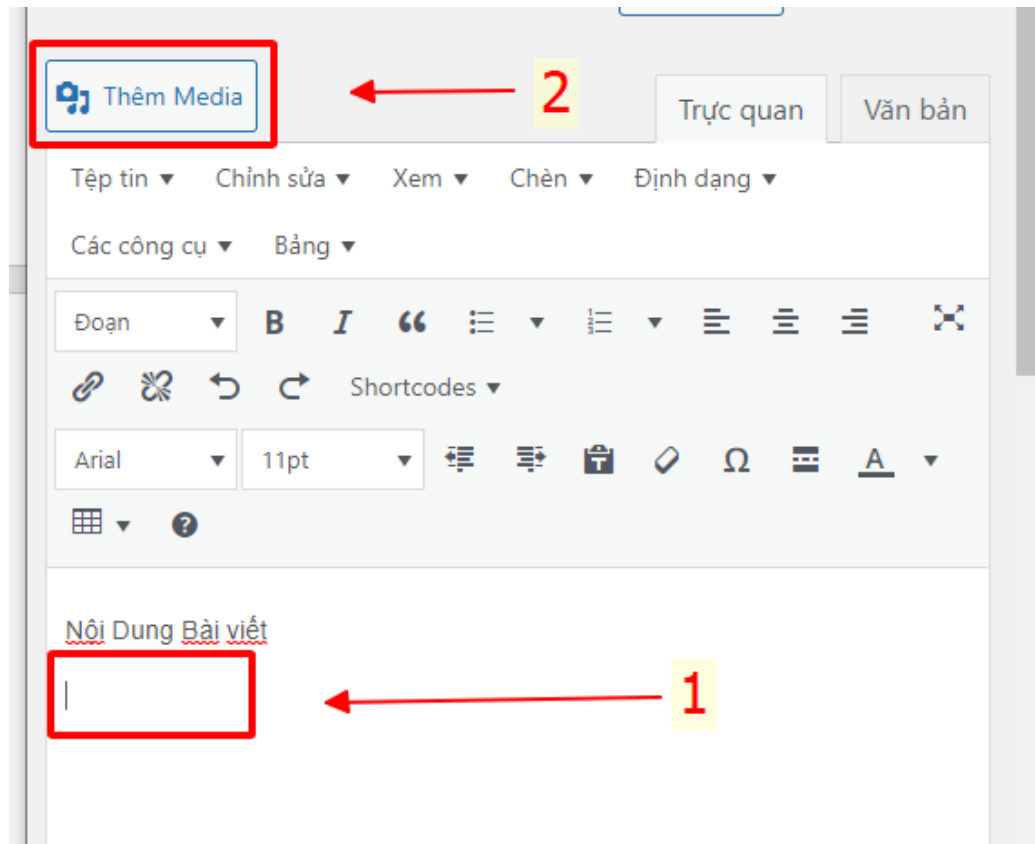 Thêm Media
2
Trực quan Văn bản
Tệp tin Chỉnh sửa Xem Chèn Định dạng
Các công cụ Bảng
Đoạn B I
Shortcodes
Arial 11pt Ω A
Nội Dung Bài viết
1